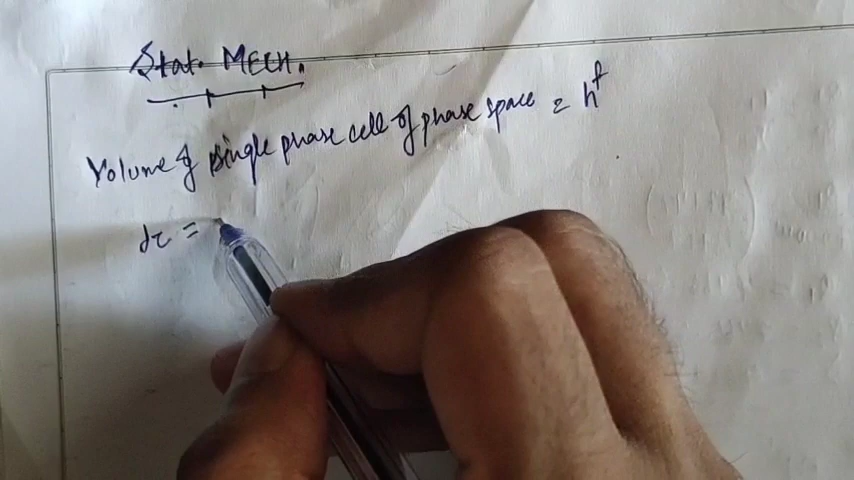 Stat. MECH.
Volume of single phase cell of phase space = h^f
dτ =